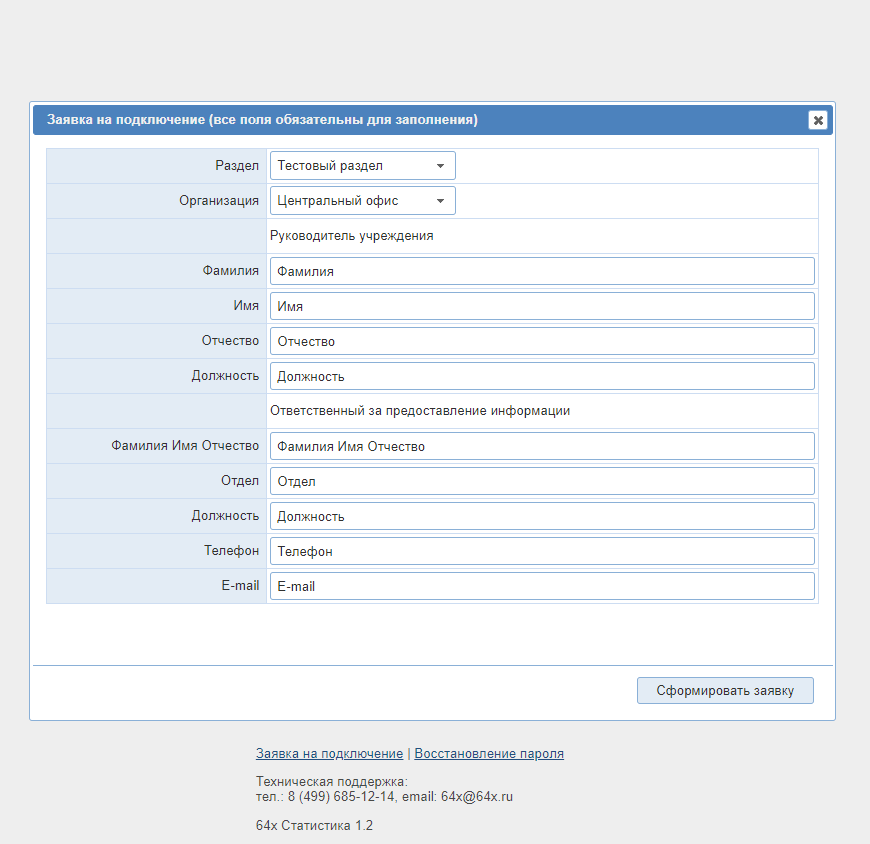 Заявка на подключение (все поля обязательны для заполнения)
Раздел Тестовый раздел
Организация Центральный офис
Руководитель учреждения
Фамилия Фамилия
Имя Имя
Отчество Отчество
Должность Должность
Ответственный за предоставление информации
Фамилия Имя Отчество Фамилия Имя Отчество
Отдел Отдел
Должность Должность
Телефон Телефон
E-mail E-mail
Сформировать заявку
Заявка на подключение | Восстановление пароля
Техническая поддержка:
тел.: 8 (499) 685-12-14, email: 64x@64x.ru
64x Статистика 1.2